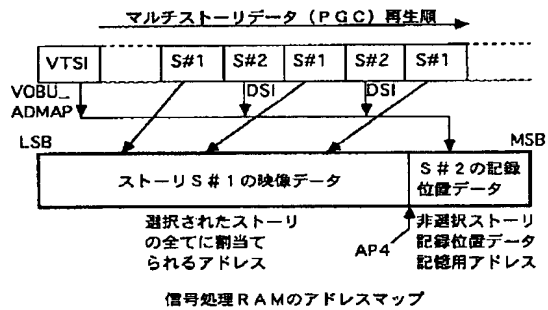 マルチストーリデータ（ＰＧＣ）再生順
VTSI
S#1
S#2
S#1
S#2
S#1
VOBU_
ADMAP
DSI
DSI
LSB
MSB
ストーリＳ＃１の映像データ
Ｓ＃２の記録
位置データ
選択されたストーリ
の全てに割当て
られるアドレス
AP4
非選択ストーリ
記録位置データ
記憶用アドレス
信号処理ＲＡＭのアドレスマップ